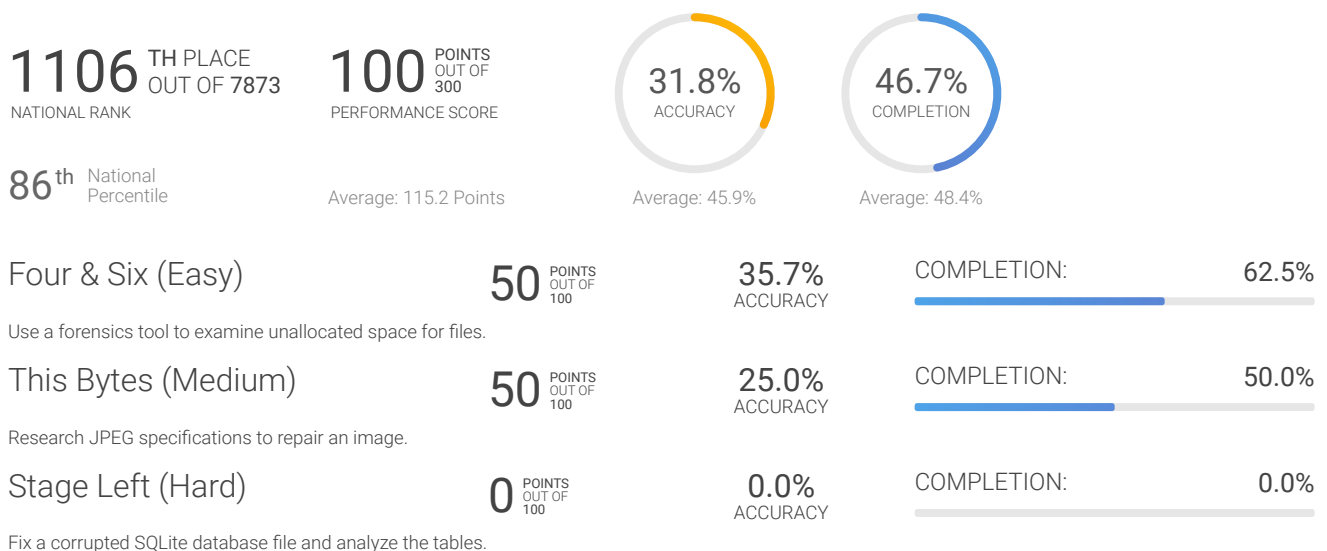 1106 TH PLACE
OUT OF 7873
NATIONAL RANK
100 POINTS
OUT OF
300
PERFORMANCE SCORE
31.8%
ACCURACY
46.7%
COMPLETION
86th National
Percentile
Average: 115.2 Points
Average: 45.9%
Average: 48.4%
Four & Six (Easy)
50 POINTS
OUT OF
100
35.7%
ACCURACY
COMPLETION: 62.5%
Use a forensics tool to examine unallocated space for files.
This Bytes (Medium)
50 POINTS
OUT OF
100
25.0%
ACCURACY
COMPLETION: 50.0%
Research JPEG specifications to repair an image.
Stage Left (Hard)
0 POINTS
OUT OF
100
0.0%
ACCURACY
COMPLETION: 0.0%
Fix a corrupted SQLite database file and analyze the tables.